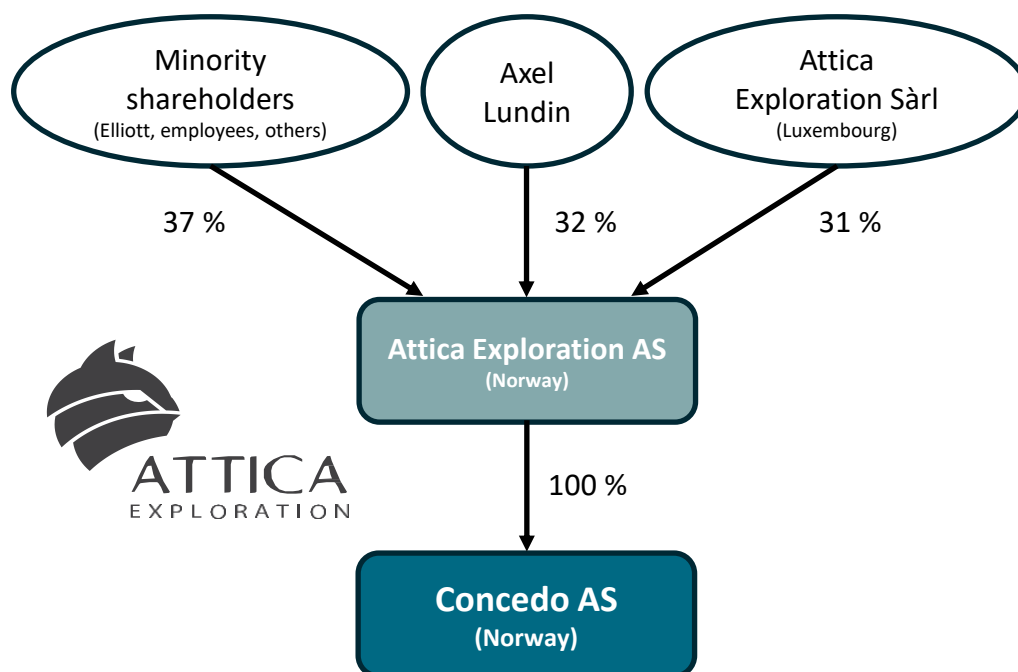 Minority
shareholders
(Elliott, employees, others)
Axel
Lundin
Attica
Exploration Sàrl
(Luxembourg)
37 %
32 %
31 %
Attica Exploration AS
(Norway)
ATTICA
EXPLORATION
100 %
Concedo AS
(Norway)